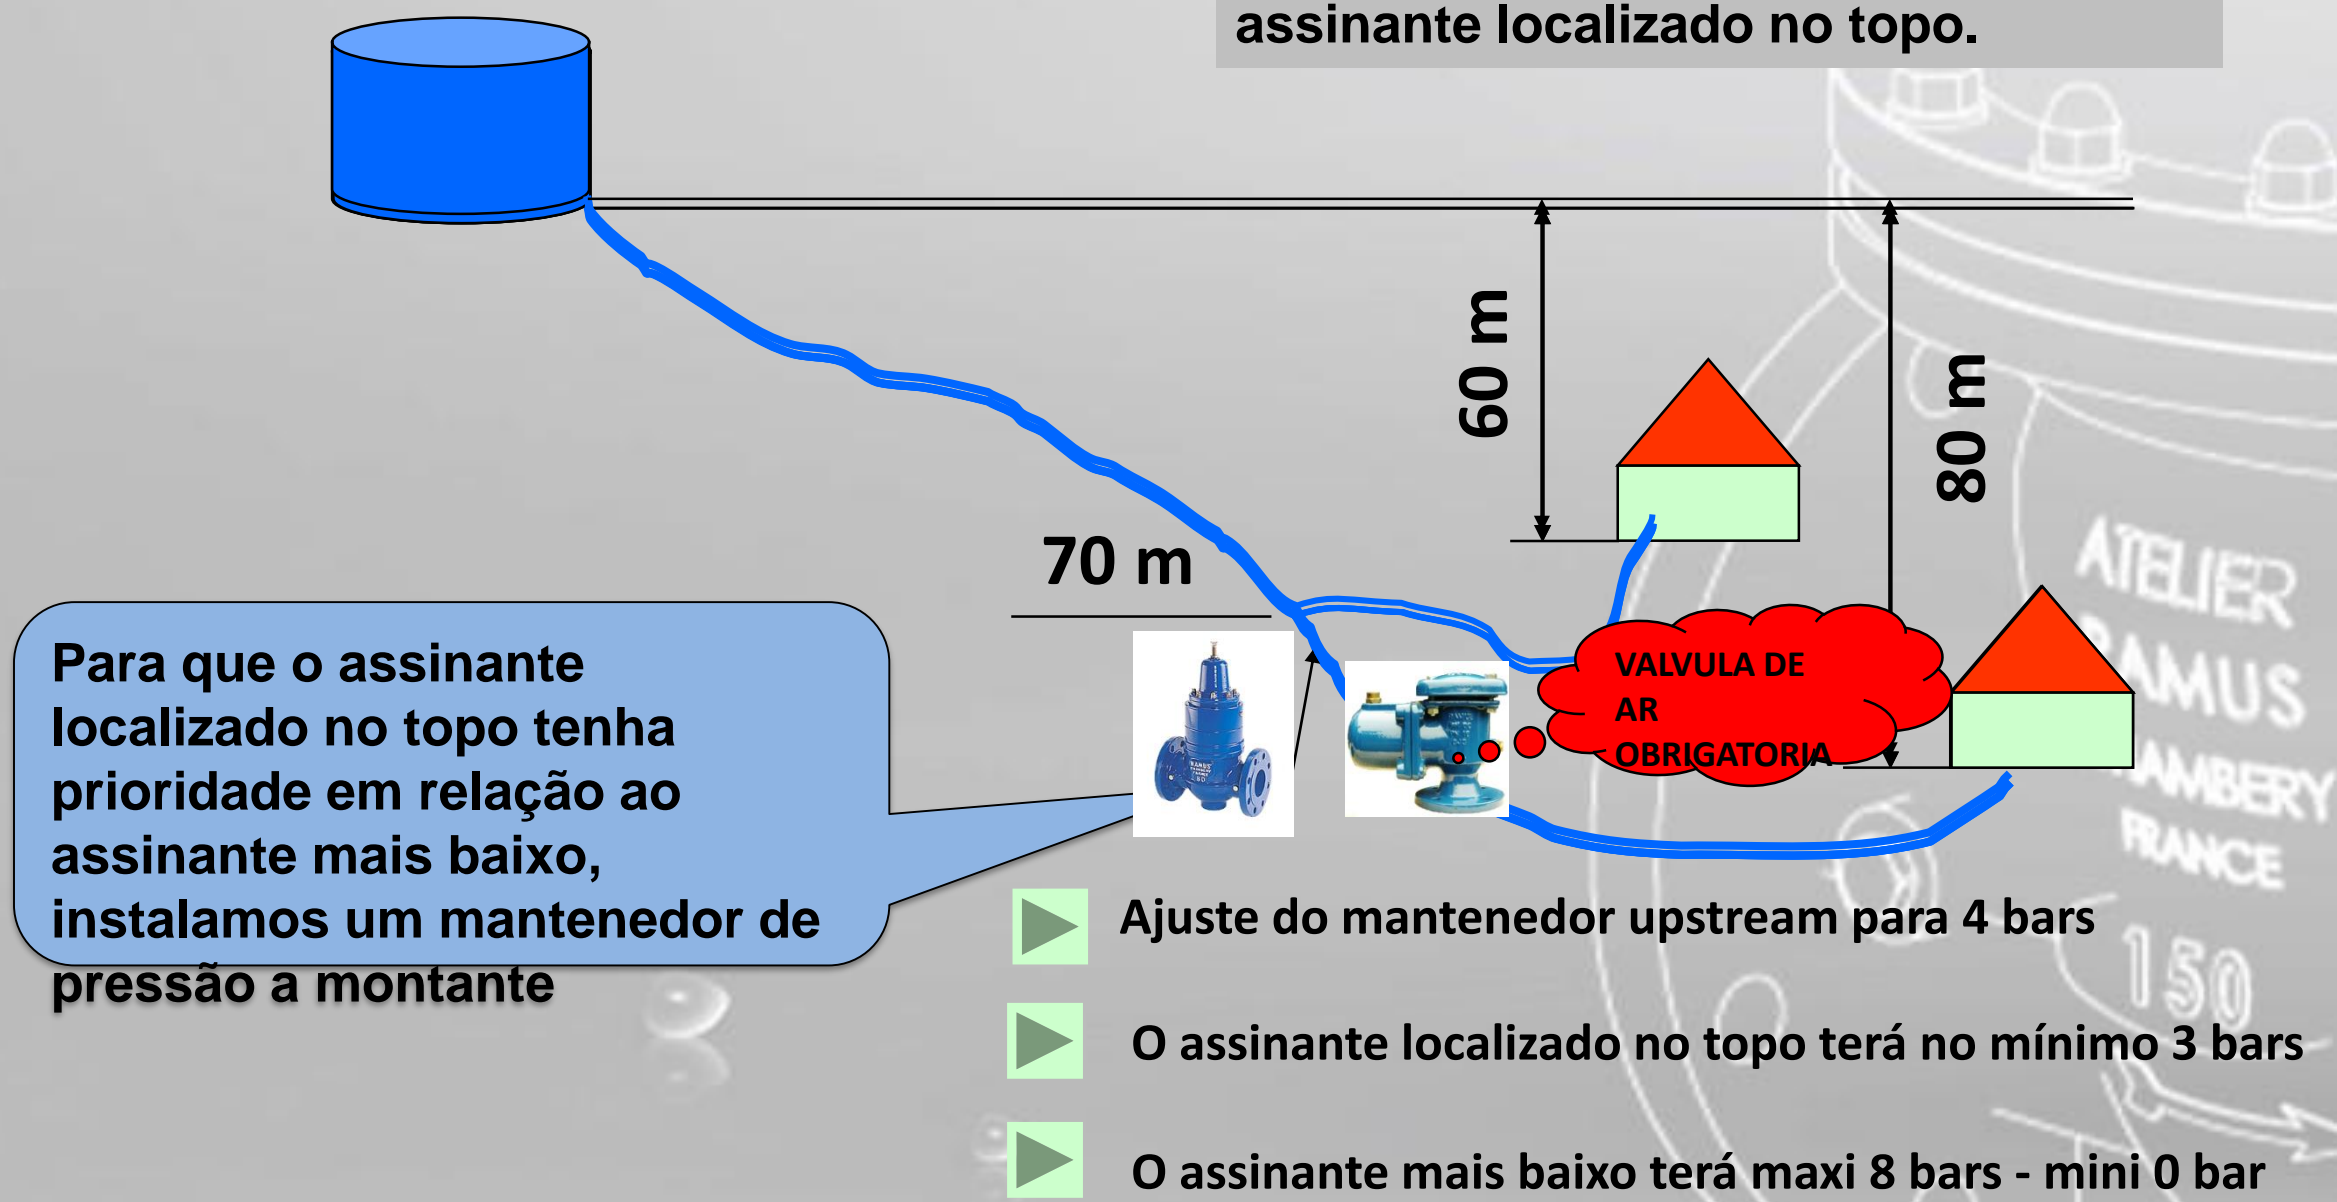 assinante localizado no topo.
60 m
80 m
70 m
Para que o assinante
localizado no topo tenha
prioridade em relação ao
assinante mais baixo,
instalamos um mantenedor de
pressão a montante
VALVULA DE
AR
OBRIGATORIA
RAMUS
ATELIER
RAMUS
HAMBERY
FRANCE
150
Ajuste do mantenedor upstream para 4 bars
O assinante localizado no topo terá no mínimo 3 bars
O assinante mais baixo terá maxi 8 bars - mini 0 bar